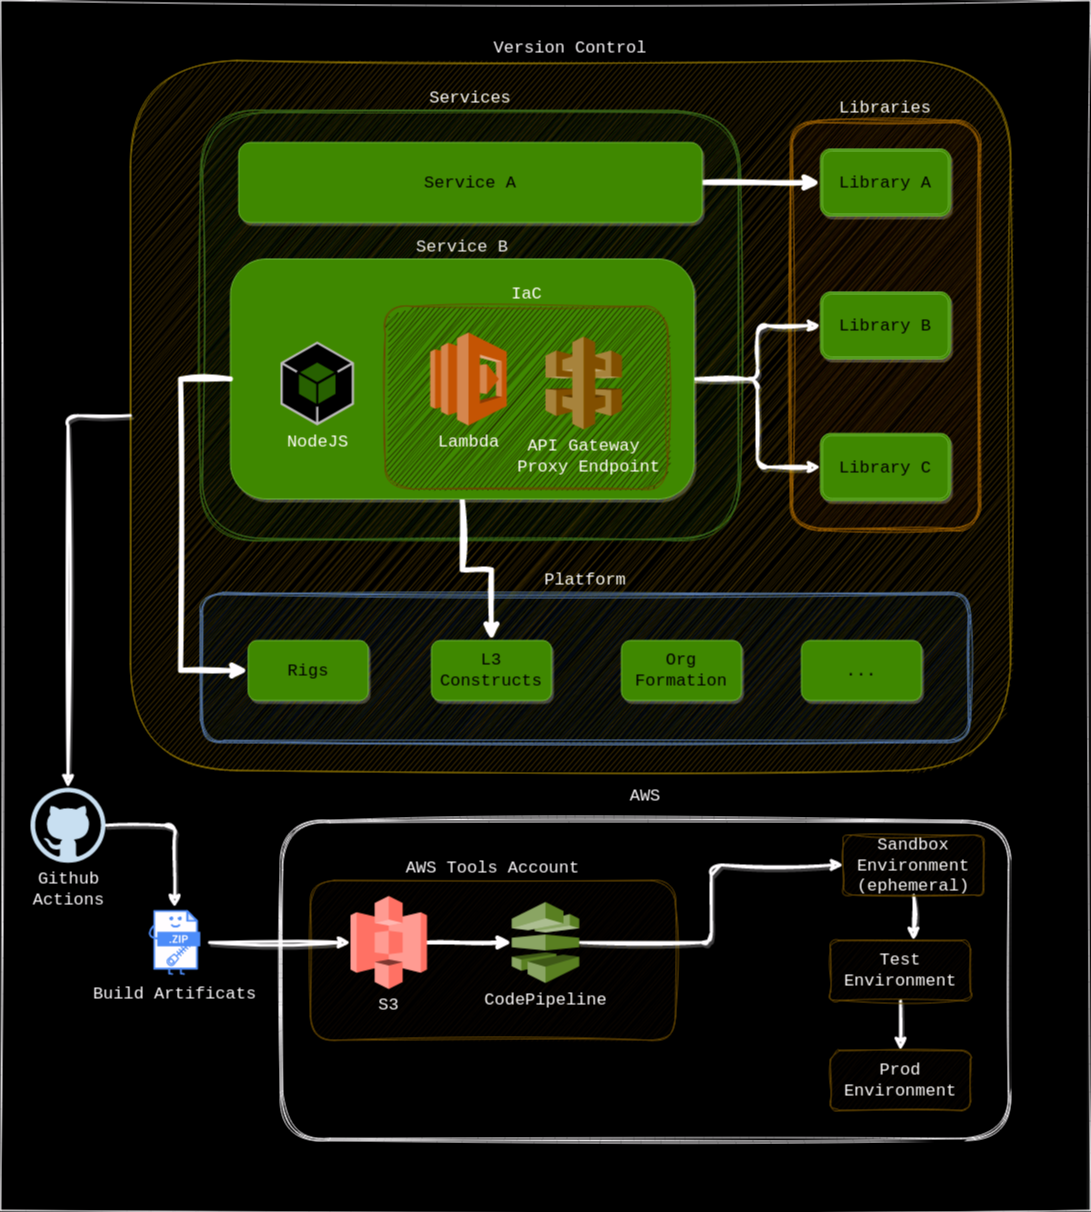 Version Control
Services
Libraries
Service A
Library A
Service B
IaC
Library B
NodeJS
Lambda
API Gateway
Proxy Endpoint
Library C
Platform
Rigs
L3
Constructs
Org
Formation
...
AWS
Github
Actions
AWS Tools Account
Sandbox
Environment
(ephemeral)
.ZIP
Build Artificats
S3
CodePipeline
Test
Environment
Prod
Environment